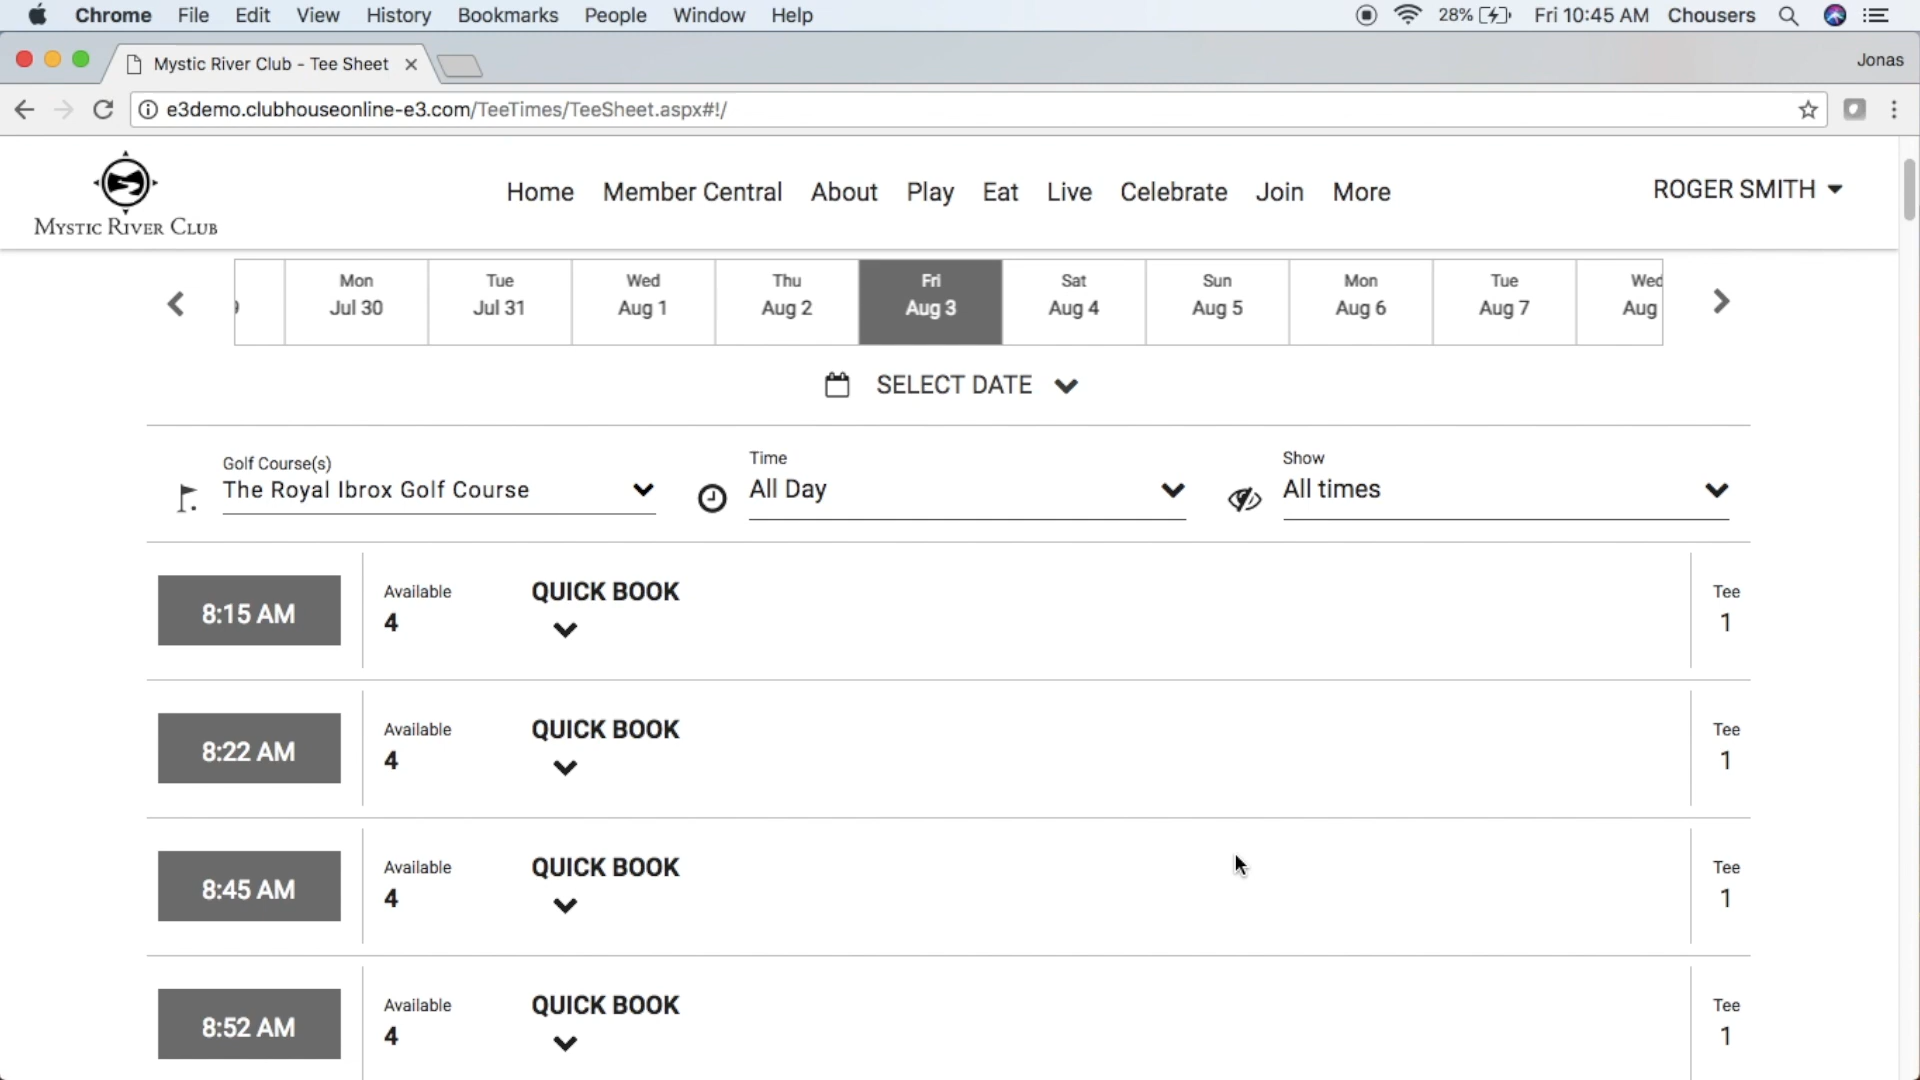 Chrome File Edit View History Bookmarks People Window Help 28% Fri 10:45 AM Chousers
Mystic River Club - Tee Sheet Jonas
e3demo.clubhouseonline-e3.com/TeeTimes/TeeSheet.aspx#!/
MYSTIC RIVER CLUB
Home Member Central About Play Eat Live Celebrate Join More ROGER SMITH
Mon Tue Wed Thu Fri Sat Sun Mon Tue Wed
Jul 30 Jul 31 Aug 1 Aug 2 Aug 3 Aug 4 Aug 5 Aug 6 Aug 7 Aug
SELECT DATE
Golf Course(s) Time Show
The Royal Ibrox Golf Course All Day All times
8:15 AM Available 4 QUICK BOOK Tee 1
8:22 AM Available 4 QUICK BOOK Tee 1
8:45 AM Available 4 QUICK BOOK Tee 1
8:52 AM Available 4 QUICK BOOK Tee 1